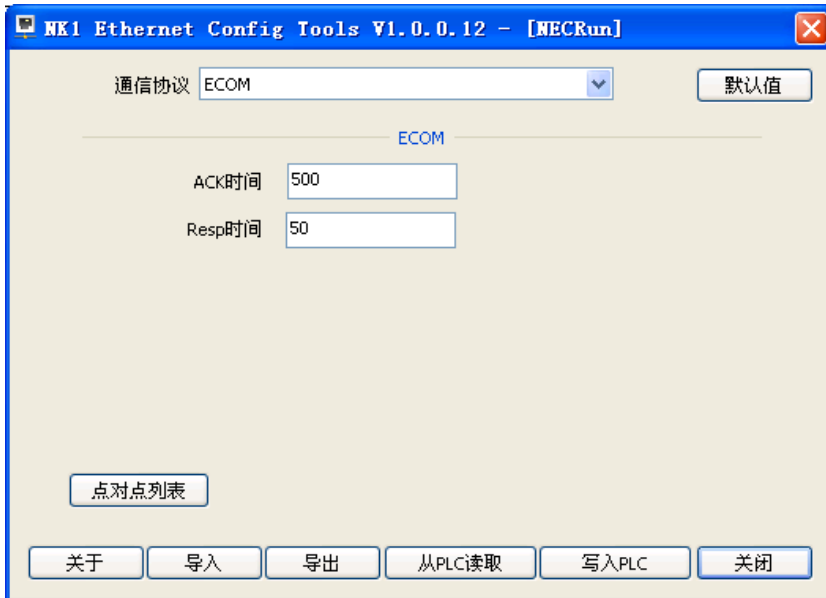 NK1 Ethernet Config Tools V1.0.0.12 - [NECRun]
通信协议 ECOM 默认值
ECOM
ACK时间 500
Resp时间 50
点对点列表
关于 导入 导出 从PLC读取 写入PLC 关闭